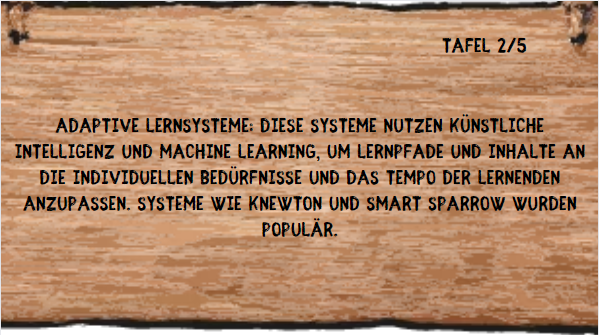 TAFEL 2/5
ADAPTIVE LERNSYSTEME: DIESE SYSTEME NUTZEN KÜNSTLICHE
INTELLIGENZ UND MACHINE LEARNING, UM LERNPFADE UND INHALTE AN
DIE INDIVIDUELLEN BEDÜRFNISSE UND DAS TEMPO DER LERNENDEN
ANZUPASSEN. SYSTEME WIE KNEWTON UND SMART SPARROW WURDEN
POPULÄR.